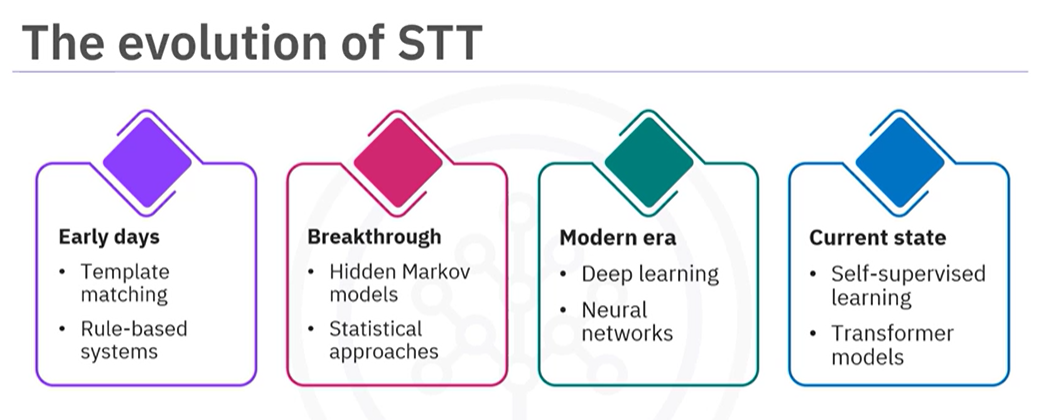 The evolution of STT
Early days
• Template
matching
• Rule-based
systems
Breakthrough
• Hidden Markov
models
• Statistical
approaches
Modern era
• Deep learning
• Neural
networks
Current state
• Self-supervised
learning
• Transformer
models